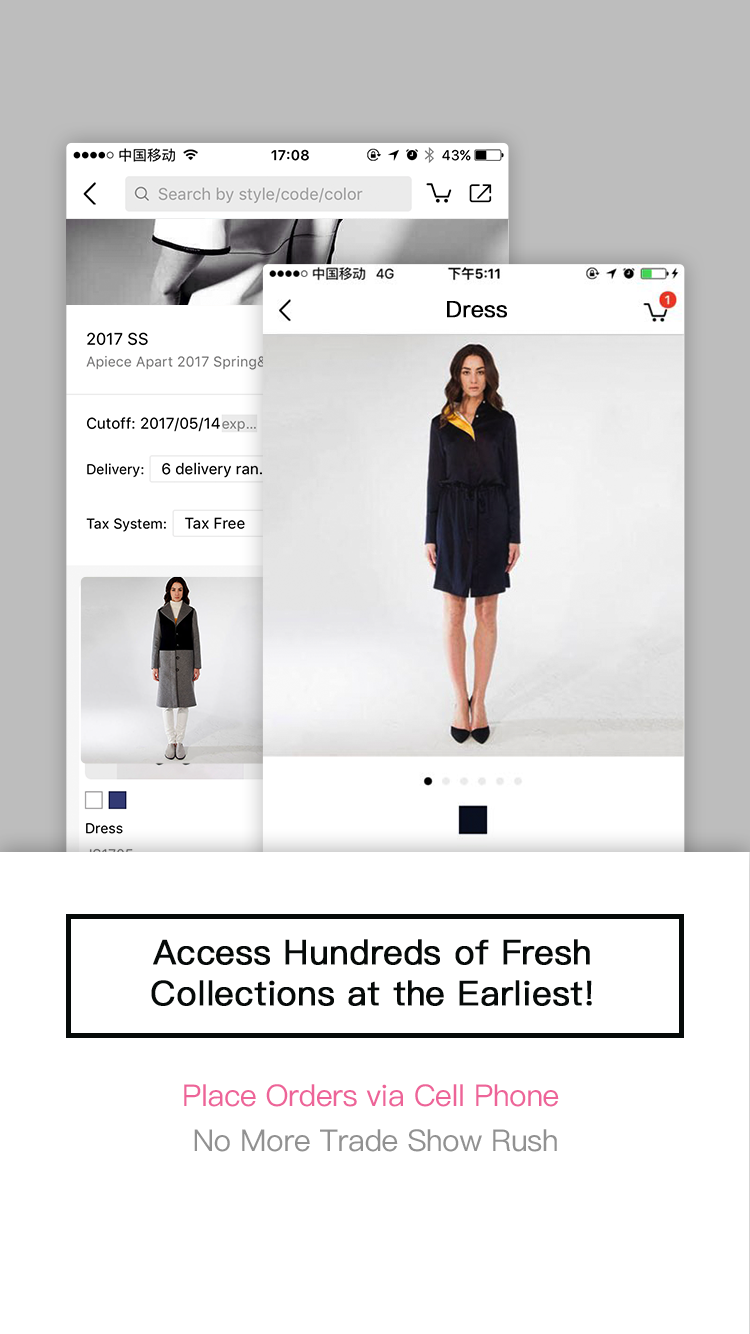 中国移动 17:08 43%
Search by style/code/color
中国移动 4G 下午5:11
Dress 1
2017 SS
Apiece Apart 2017 Spring&
Cutoff: 2017/05/14 exp...
Delivery: 6 delivery ran.
Tax System: Tax Free
Dress
Access Hundreds of Fresh
Collections at the Earliest!
Place Orders via Cell Phone
No More Trade Show Rush